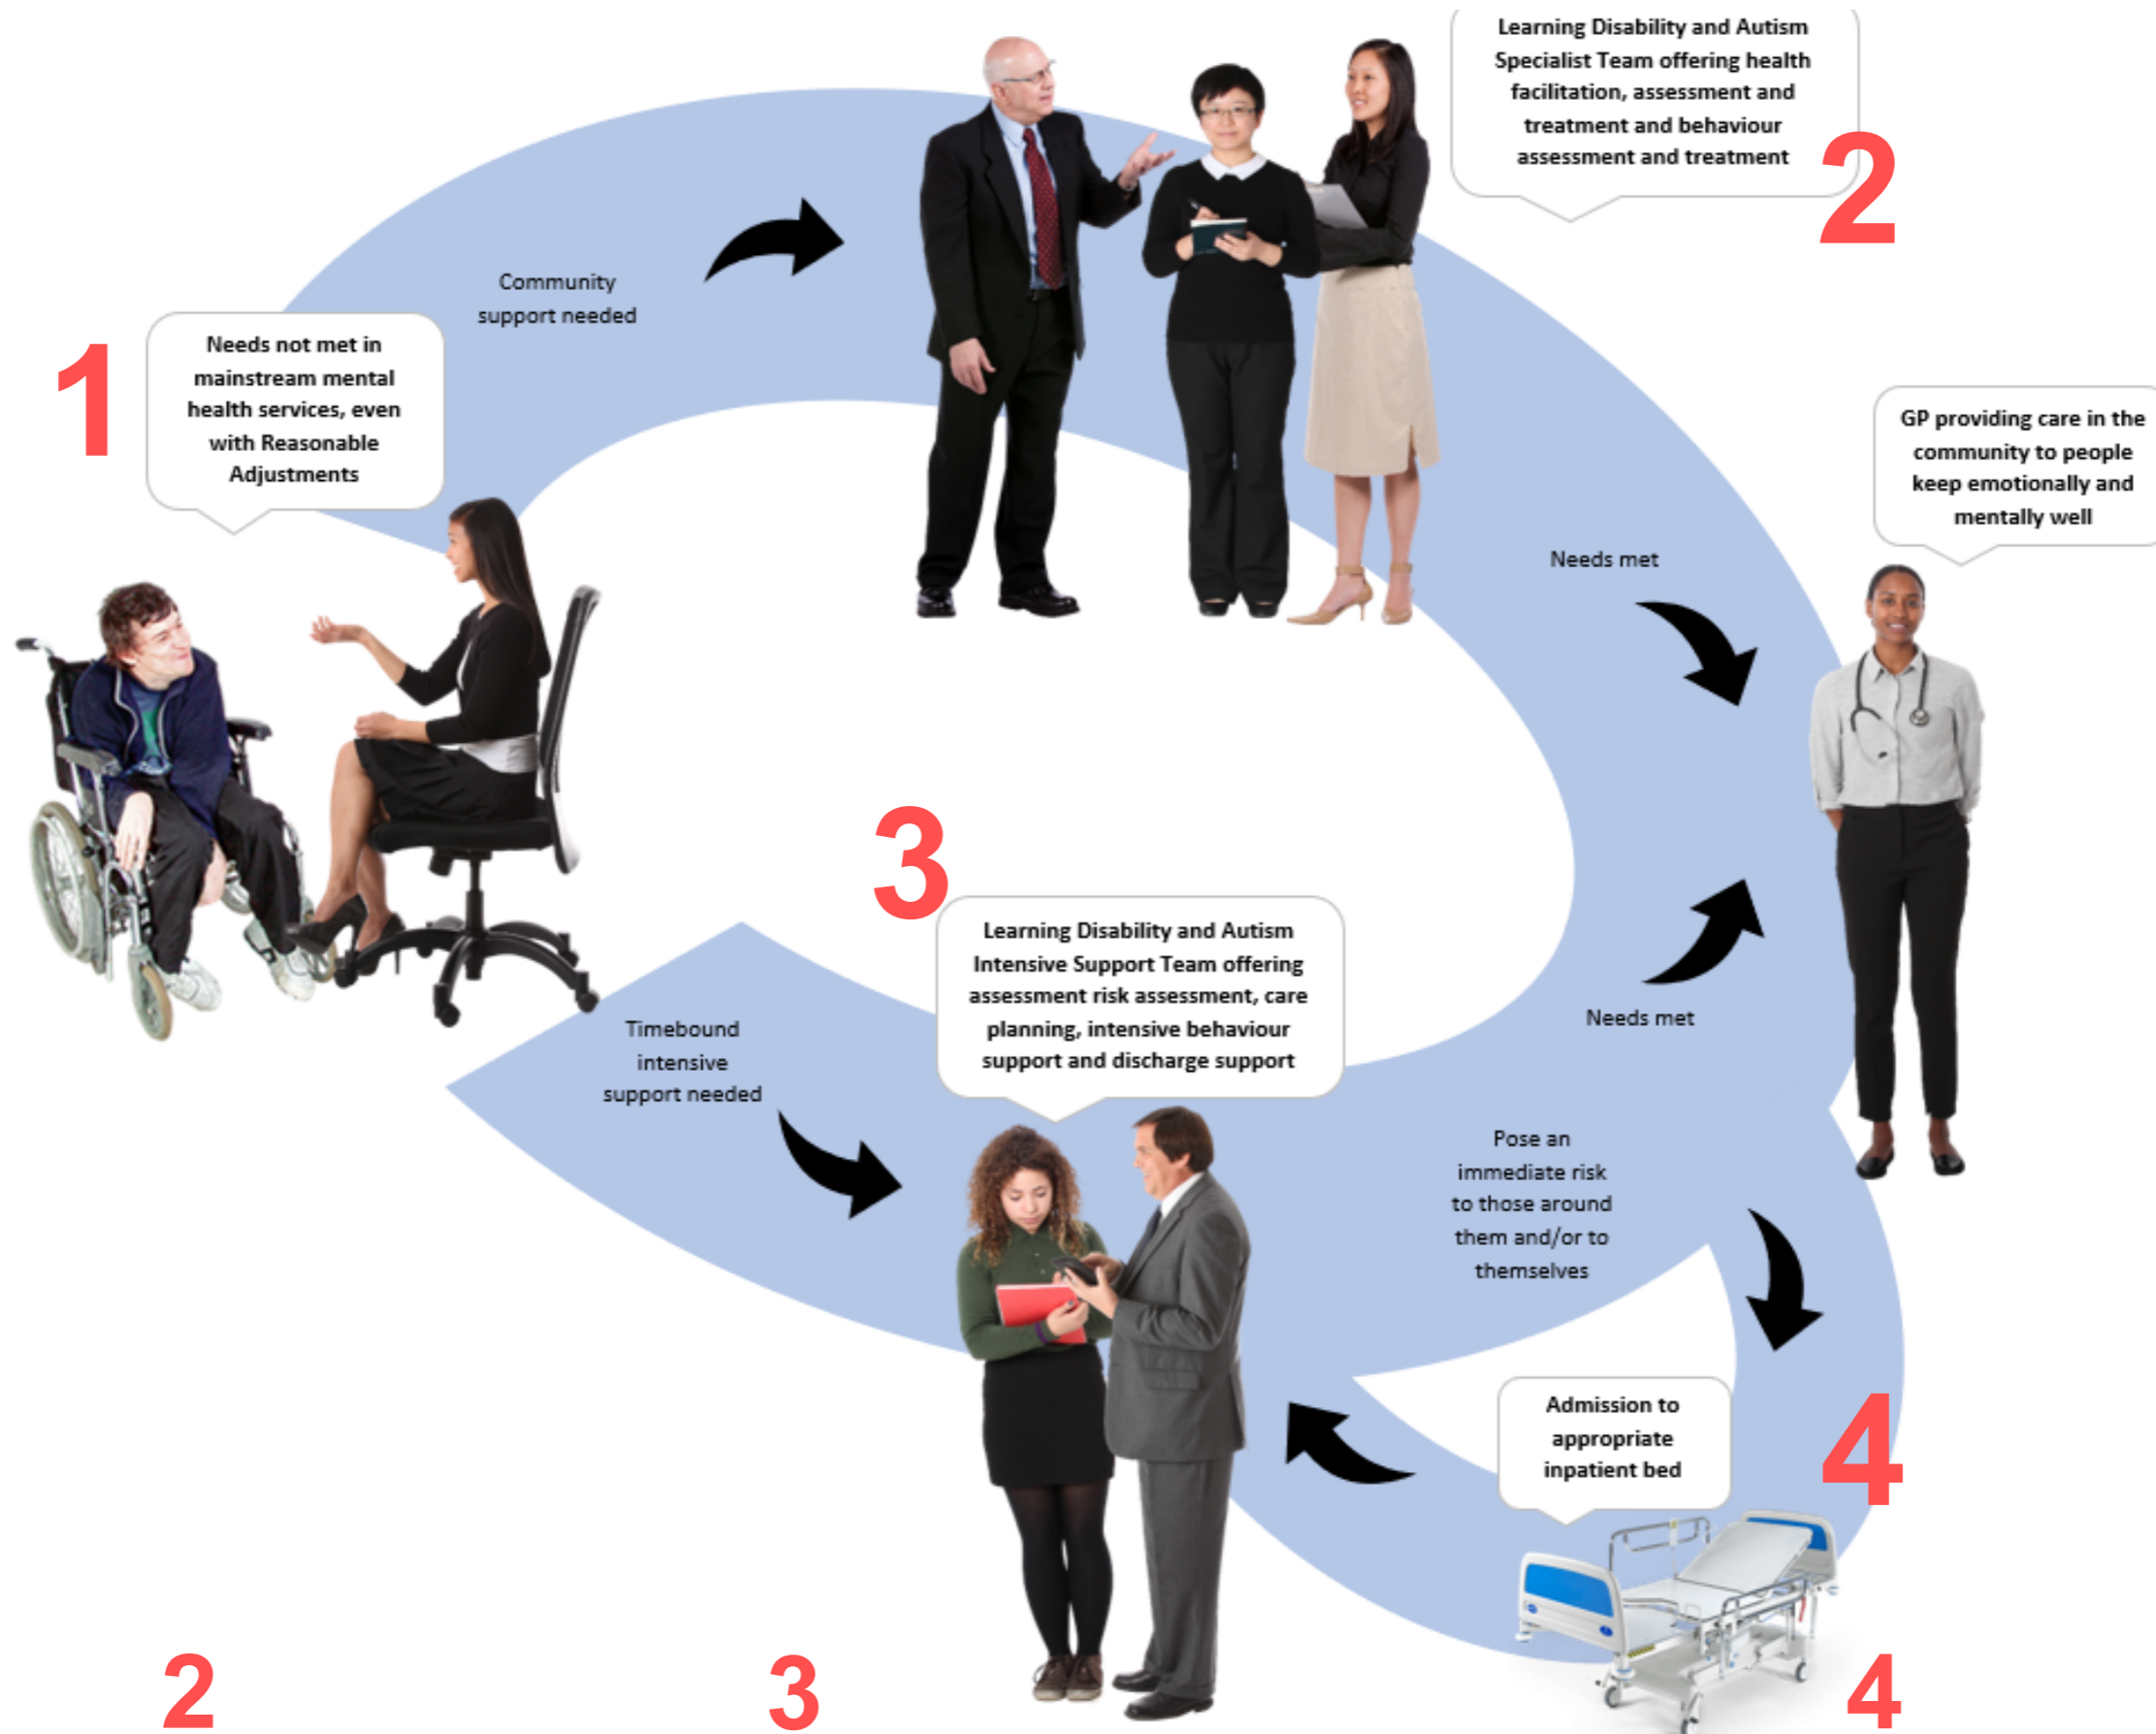 Learning Disability and Autism
Specialist Team offering health
facilitation, assessment and
treatment and behaviour
assessment and treatment
2
Community
support needed
1
Needs not met in
mainstream mental
health services, even
with Reasonable
Adjustments
GP providing care in the
community to people
keep emotionally and
mentally well
Needs met
3
Learning Disability and Autism
Intensive Support Team offering
assessment risk assessment, care
planning, intensive behaviour
support and discharge support
Needs met
Timebound
intensive
support needed
Pose an
immediate risk
to those around
them and/or to
themselves
Admission to
appropriate
inpatient bed
4
2
3
4